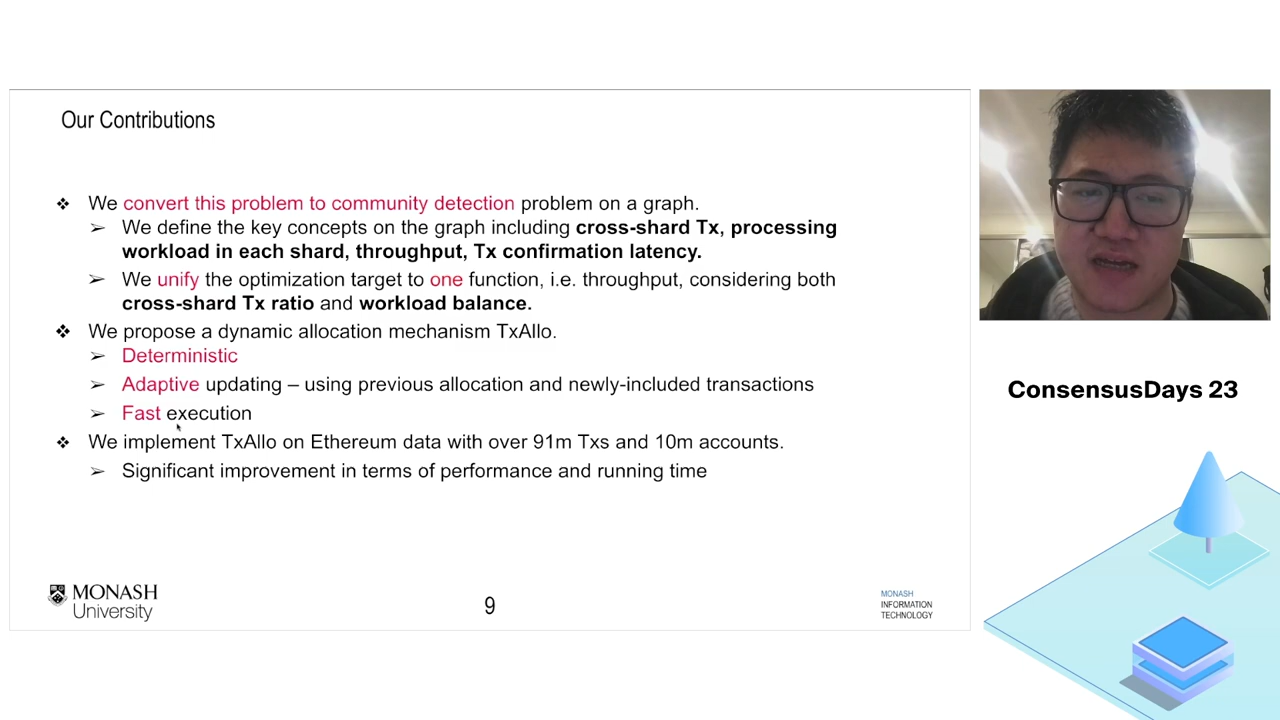 Our Contributions
❖ We convert this problem to community detection problem on a graph.
➢ We define the key concepts on the graph including cross-shard Tx, processing
workload in each shard, throughput, Tx confirmation latency.
➢ We unify the optimization target to one function, i.e. throughput, considering both
cross-shard Tx ratio and workload balance.
❖ We propose a dynamic allocation mechanism TxAllo.
➢ Deterministic
➢ Adaptive updating – using previous allocation and newly-included transactions
➢ Fast execution
❖ We implement TxAllo on Ethereum data with over 91m Txs and 10m accounts.
➢ Significant improvement in terms of performance and running time
MONASH
University
9
MONASH
INFORMATION
TECHNOLOGY
ConsensusDays 23